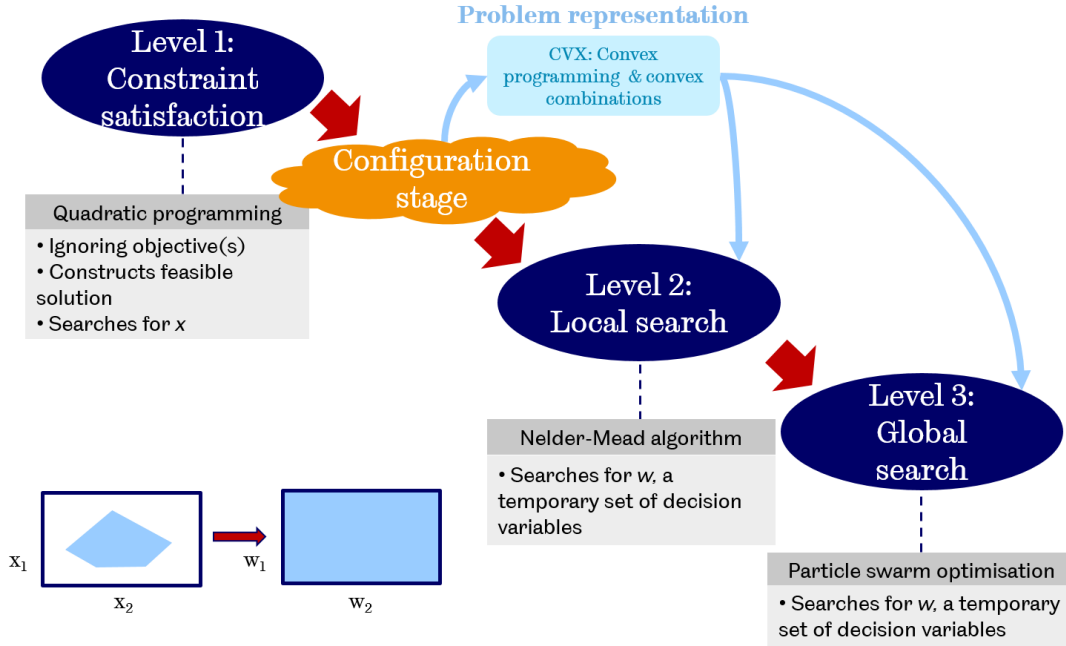 Problem representation
Level 1:
Constraint
satisfaction
CVX: Convex
programming & convex
combinations
Configuration
stage
Quadratic programming
• Ignoring objective(s)
• Constructs feasible
solution
• Searches for x
Level 2:
Local search
Nelder-Mead algorithm
• Searches for w, a
temporary set of decision
variables
Level 3:
Global
search
Particle swarm optimisation
• Searches for w, a temporary
set of decision variables
x₁
x₂
w₁
w₂